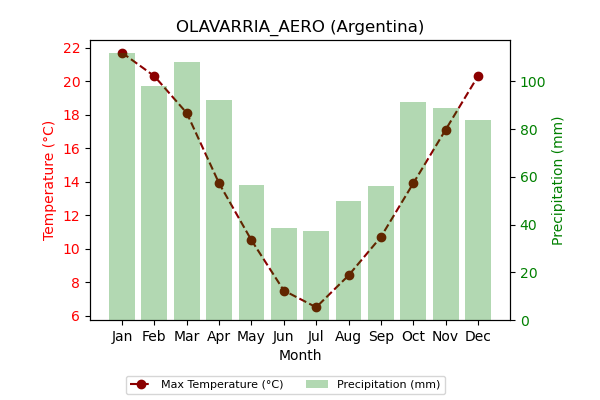 OLAVARRIA_AERO (Argentina)
22
20
18
16
14
12
10
8
6
Temperature (°C)
100
80
60
40
20
0
Precipitation (mm)
Jan Feb Mar Apr May Jun Jul Aug Sep Oct Nov Dec
Month
Max Temperature (°C) Precipitation (mm)